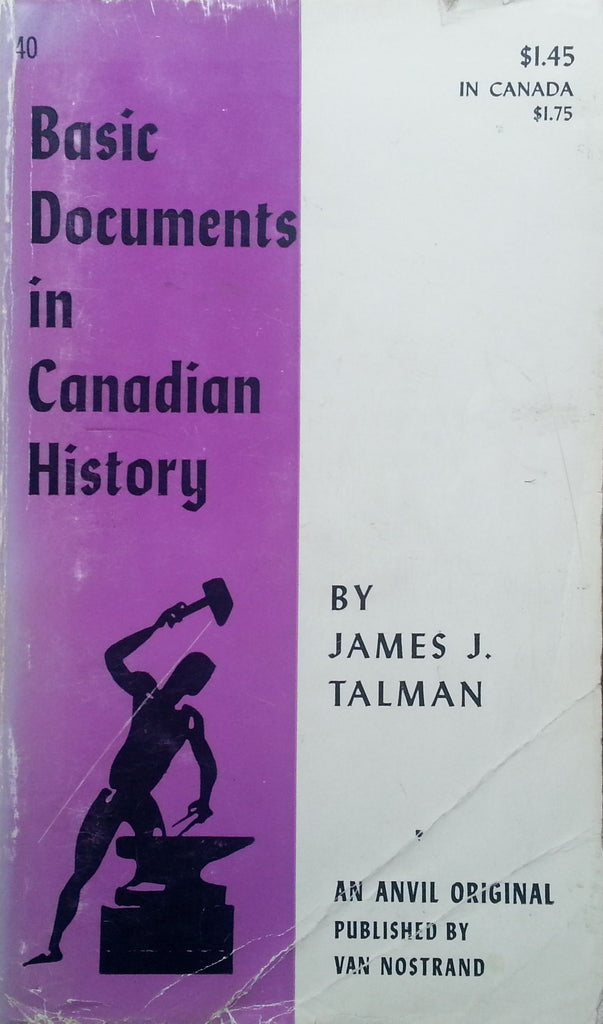 40
$1.45
IN CANADA
$1.75
Basic
Documents
in
Canadian
History
BY
JAMES J.
TALMAN
AN ANVIL ORIGINAL
PUBLISHED BY
VAN NOSTRAND